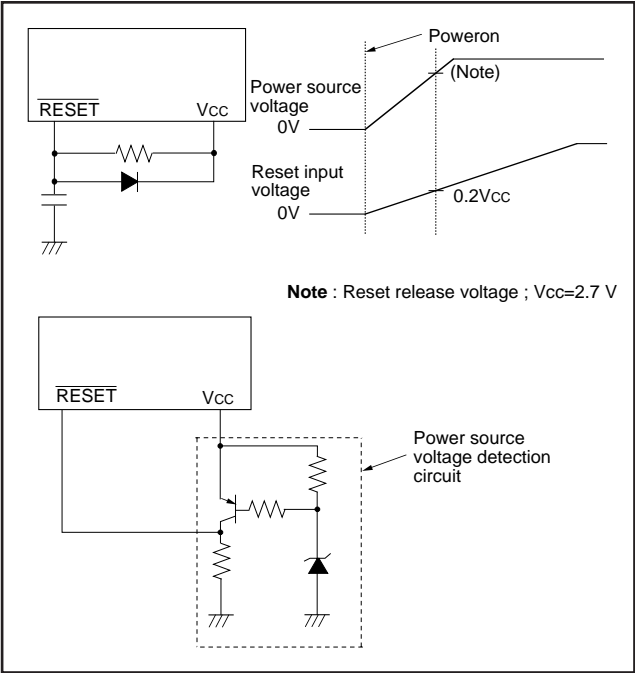 Poweron
(Note)
RESET
VCC
Power source
voltage
0V
Reset input
voltage
0V
0.2VCC
Note : Reset release voltage ; Vcc=2.7 V
RESET
VCC
Power source
voltage detection
circuit